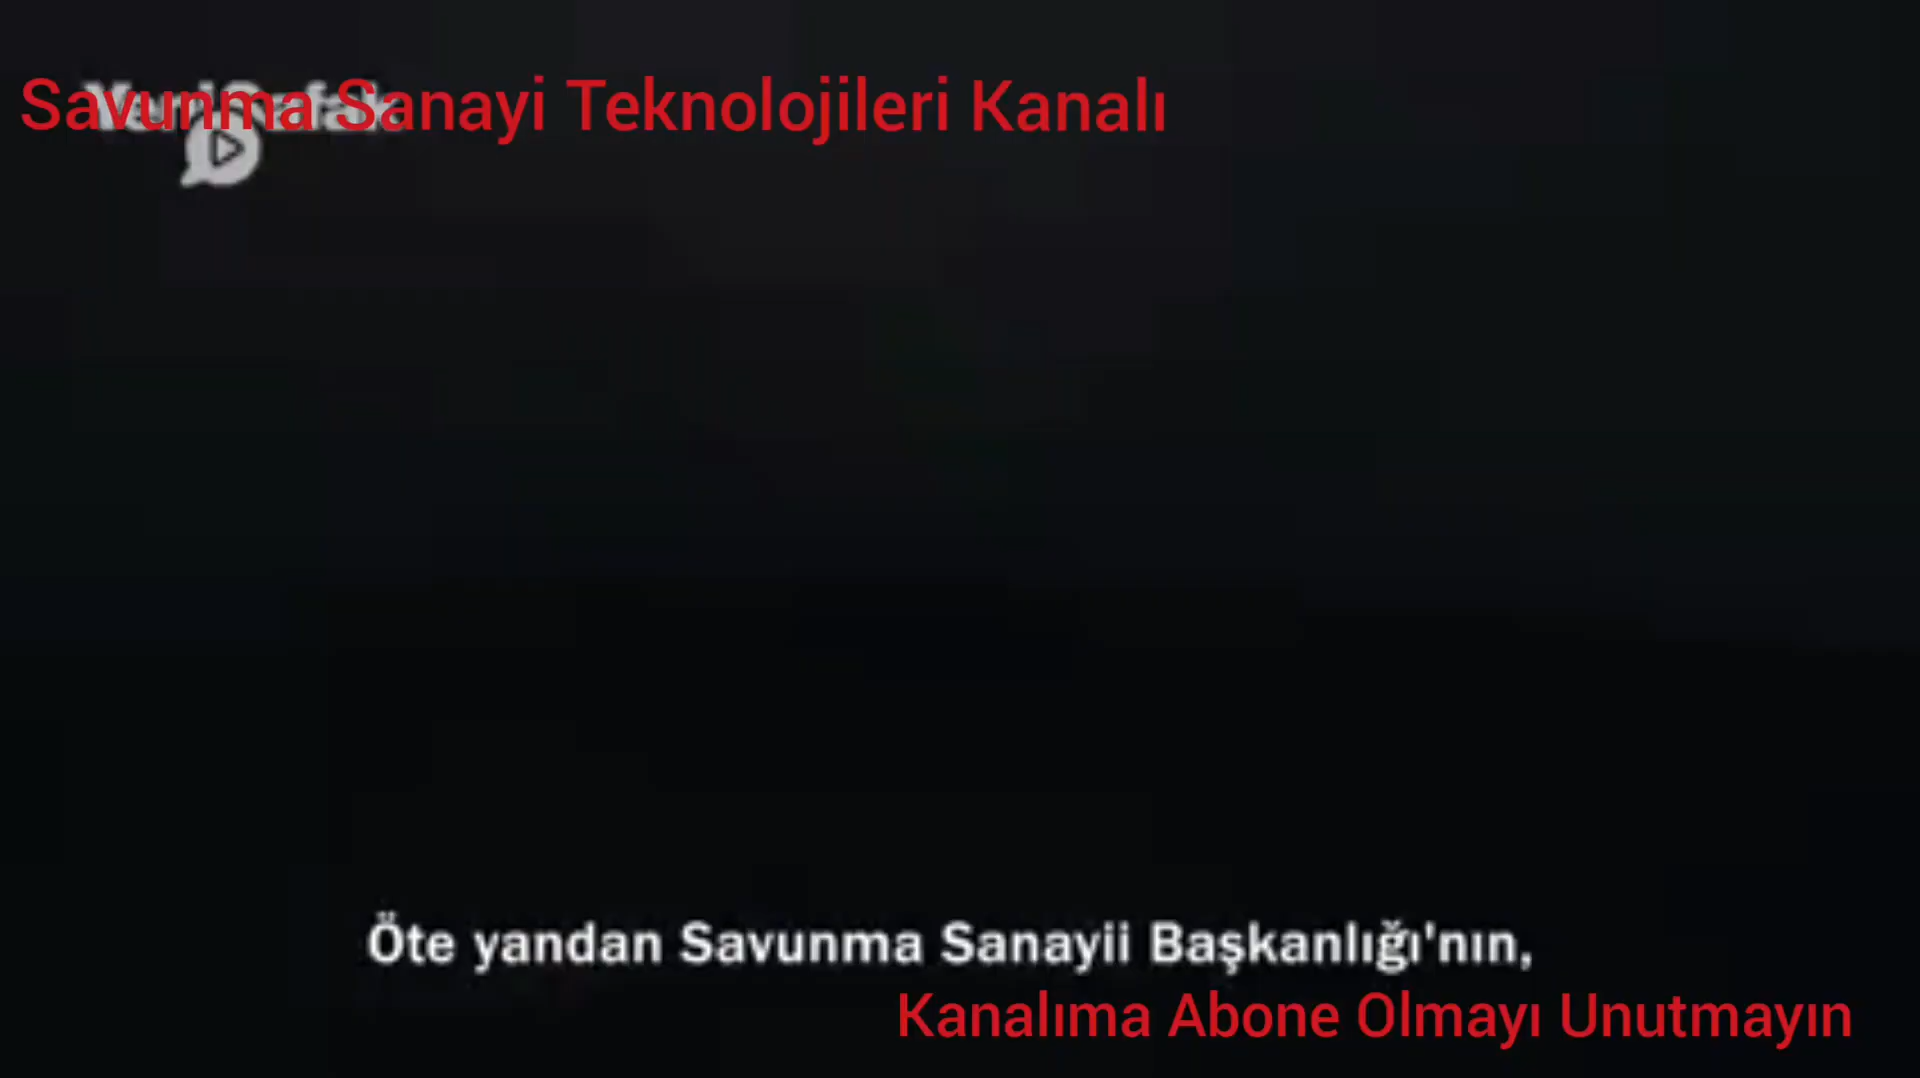 Savunma Sanayi Teknolojileri Kanalı
Öte yandan Savunma Sanayii Başkanlığı'nın,
Kanalıma Abone Olmayı Unutmayın